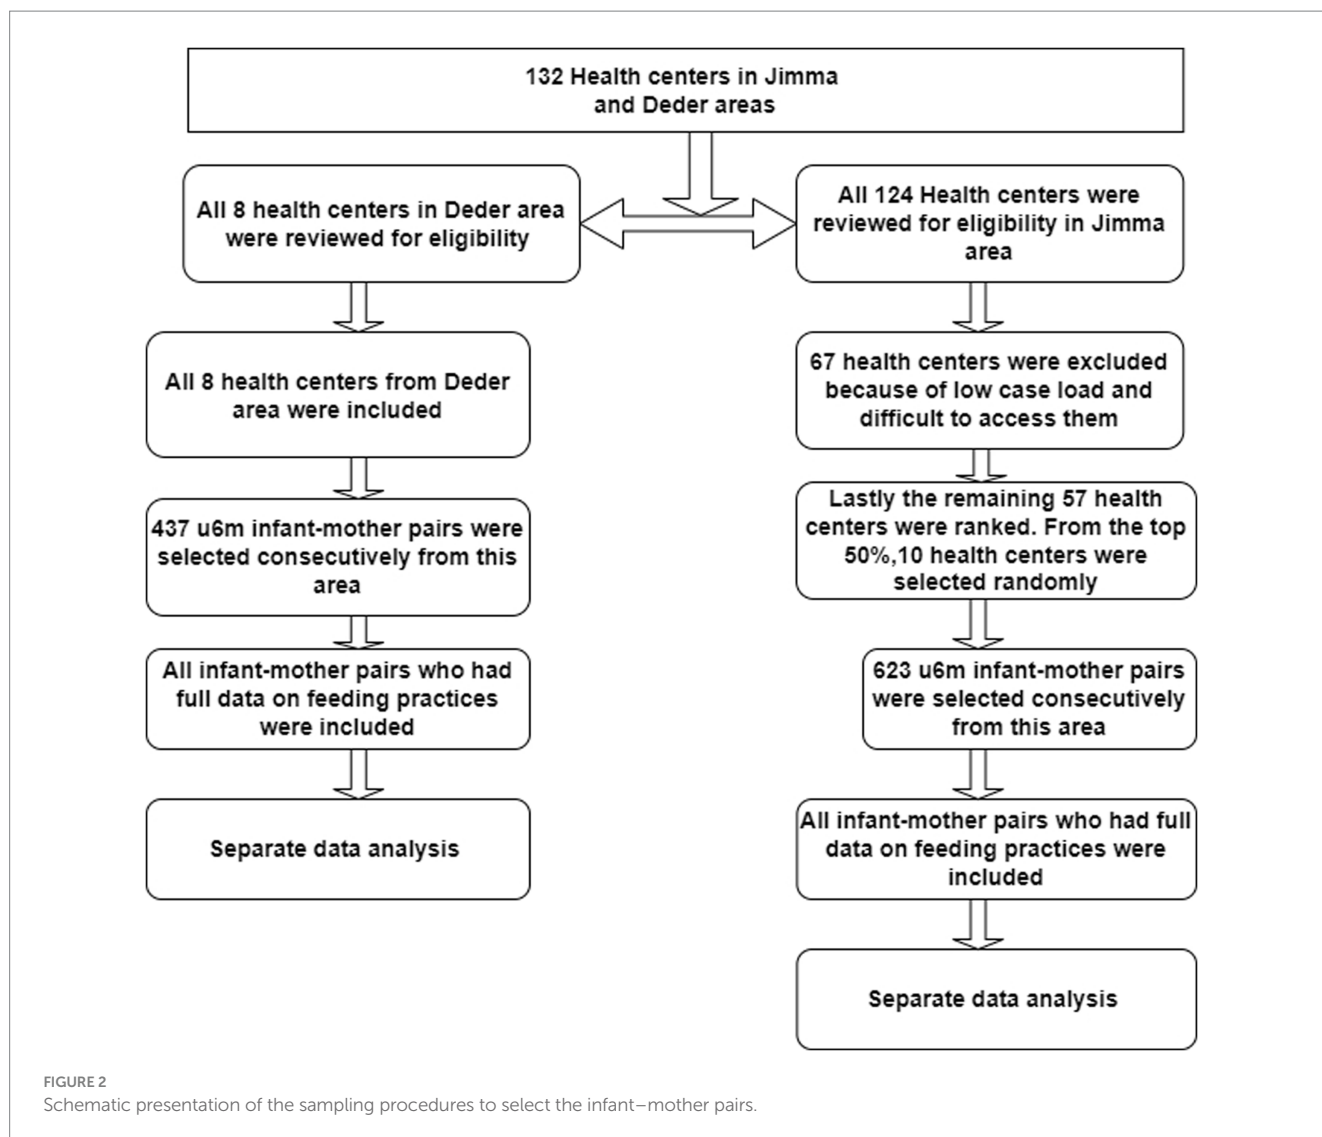 132 Health centers in Jimma
and Deder areas
All 8 health centers in Deder area
were reviewed for eligibility
All 124 Health centers were
reviewed for eligibility in Jimma
area
All 8 health centers from Deder
area were included
67 health centers were excluded
because of low case load and
difficult to access them
437 u6m infant-mother pairs were
selected consecutively from this
area
Lastly the remaining 57 health
centers were ranked. From the top
50%,10 health centers were
selected randomly
All infant-mother pairs who had
full data on feeding practices
were included
623 u6m infant-mother pairs
were selected consecutively
from this area
Separate data analysis
All infant-mother pairs who had full
data on feeding practices were
included
Separate data analysis
FIGURE 2
Schematic presentation of the sampling procedures to select the infant–mother pairs.